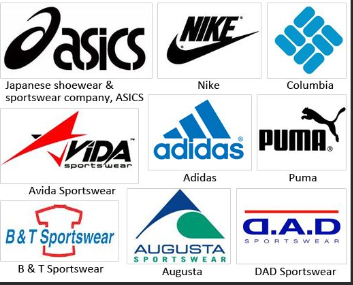 asics
Japanese shoewear &
sportswear company, ASICS
NIKE
Nike
Columbia
AViDA
sportswear
Avida Sportswear
adidas
Adidas
PUMA
Puma
B & T Sportswear
B & T Sportswear
AUGUSTA
SPORTSWEAR
Augusta
D.A.D
SPORTSWEAR
DAD Sportswear